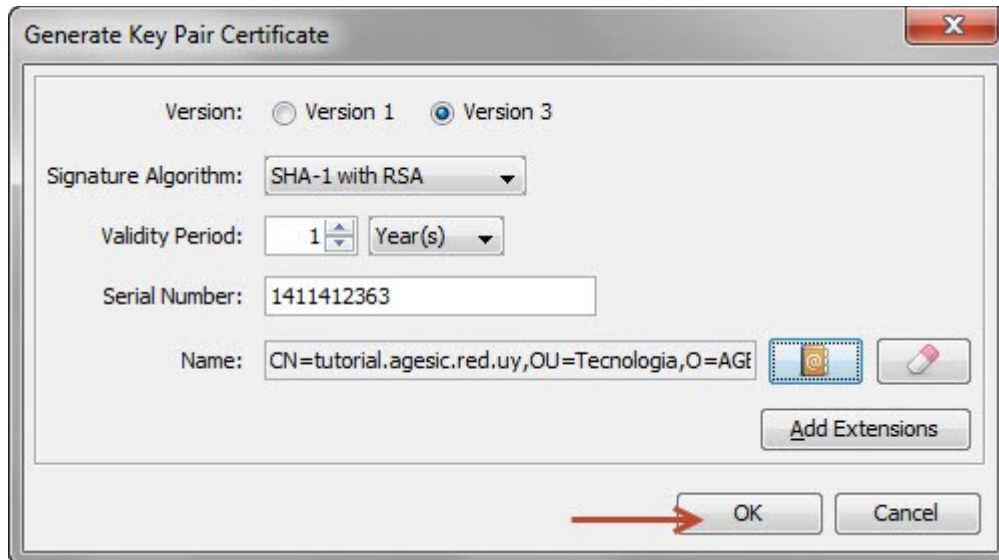 Generate Key Pair Certificate
Version: Version 1 Version 3
Signature Algorithm: SHA-1 with RSA
Validity Period: 1 Year(s)
Serial Number: 1411412363
Name: CN=tutorial.agesic.red.uy,OU=Tecnologia,O=AGE
Add Extensions
OK Cancel